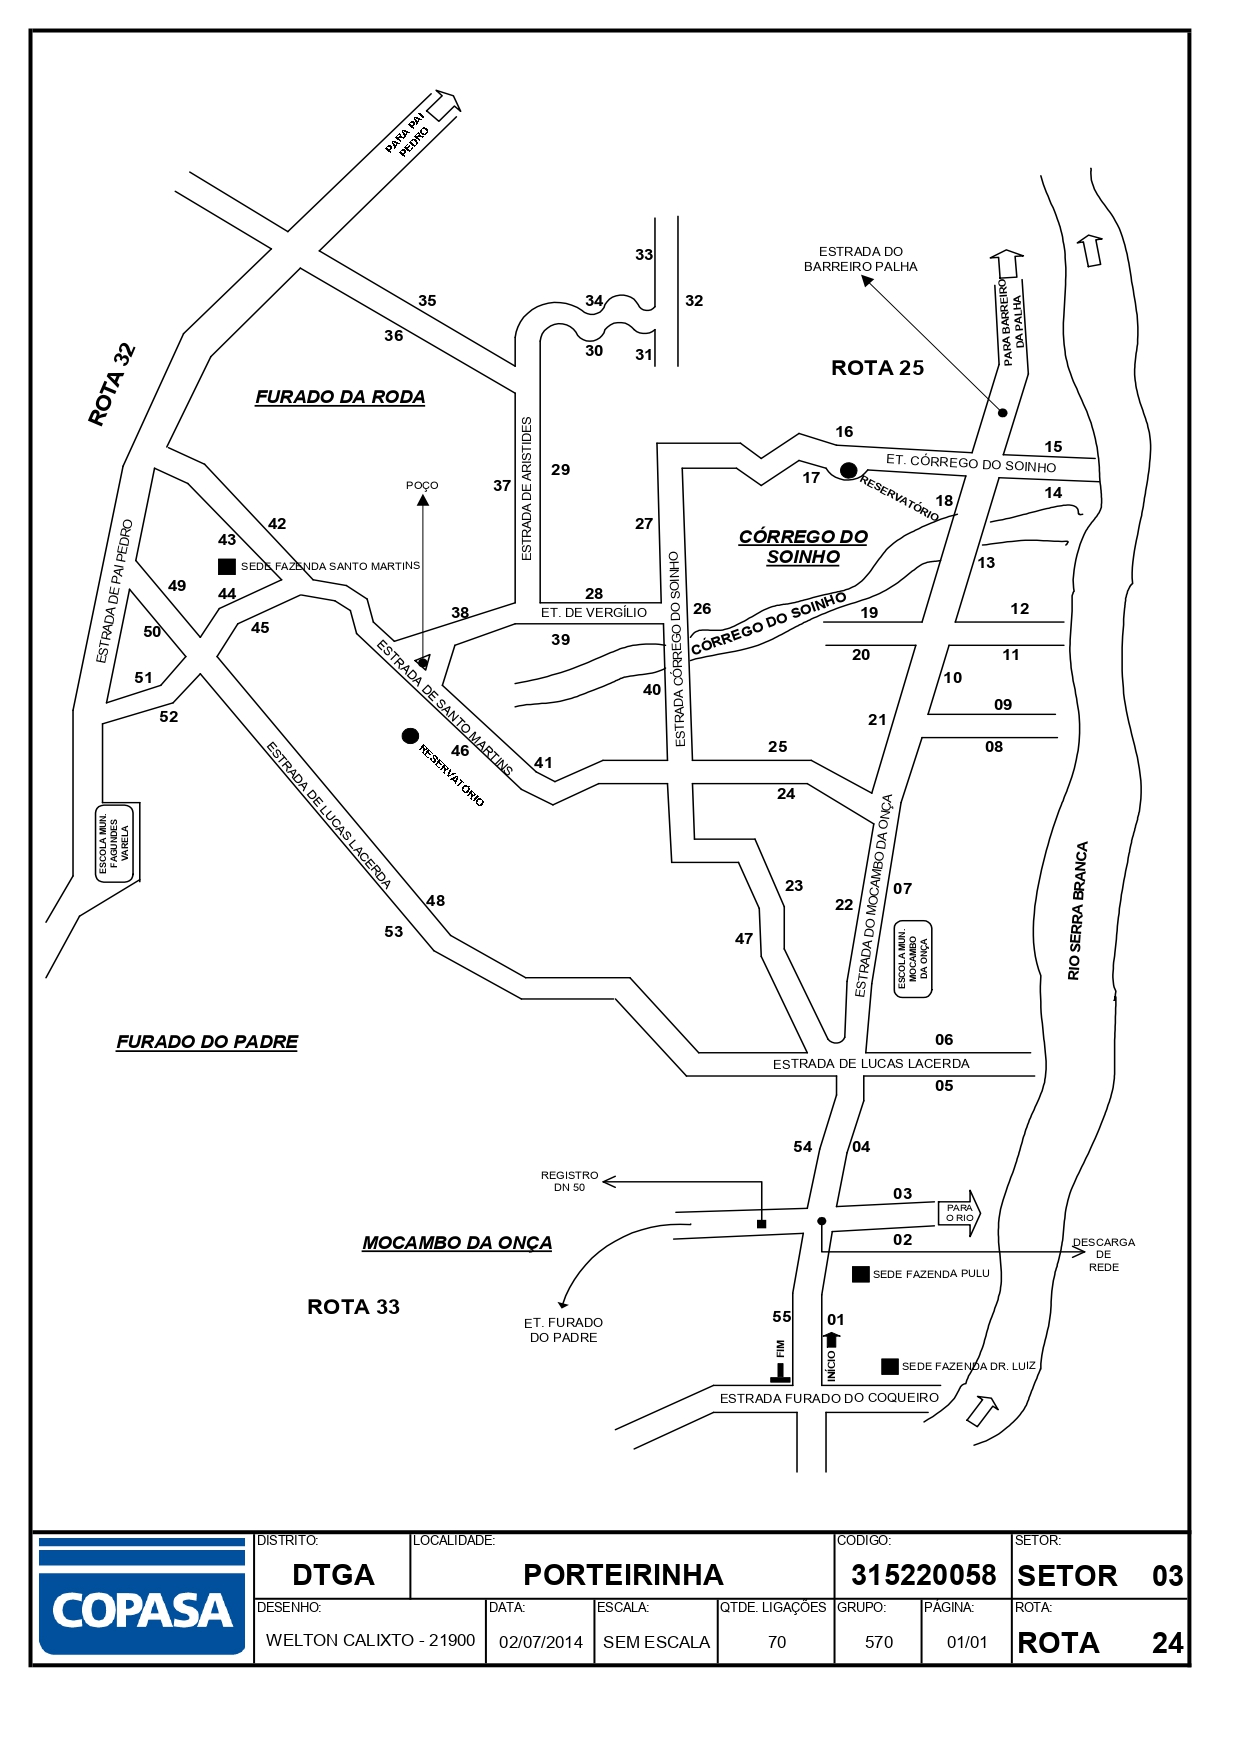 PARA PAI
PEDRO
33
ESTRADA DO
BARREIRO PALHA
34
32
35
36
30
31
PARA BARREIRO
DA PALHA
ROTA 32
ROTA 25
FURADO DA RODA
16
15
ET. CÓRREGO DO SOINHO
ESTRADA DE ARISTIDES
29
37
17
RESERVATÓRIO
18
14
POÇO
42
27
43
CÓRREGO DO
SOINHO
13
SEDE FAZENDA SANTO MARTINS
ESTRADA DE PAI PEDRO
49
44
28
38
ET. DE VERGÍLIO
26
CÓRREGO DO SOINHO
19
12
50
45
39
20
11
ESTRADA CÓRREGO DO SOINHO
51
40
10
52
ESTRADA DE SANTO MARTINS
09
21
08
46
RESERVATÓRIO
41
25
24
ESTRADA DE LUCAS LACERDA
ESCOLA MUN.
FAGUNDES
VARELA
48
53
23
22
07
ESTRADA DO MOCAMBO DA ONÇA
47
ESCOLA MUN.
MOCAMBO
DA ONÇA
RIO SERRA BRANCA
FURADO DO PADRE
06
ESTRADA DE LUCAS LACERDA
05
54
04
REGISTRO
DN 50
03
PARA
O RIO
02
MOCAMBO DA ONÇA
DESCARGA
DE
REDE
SEDE FAZENDA PULU
ROTA 33
ET. FURADO
DO PADRE
55
01
FIM
INÍCIO
SEDE FAZENDA DR. LUIZ
ESTRADA FURADO DO COQUEIRO
COPASA
DISTRITO:
DTGA
LOCALIDADE:
PORTEIRINHA
CODIGO:
315220058
SETOR:
SETOR 03
DESENHO:
WELTON CALIXTO - 21900
DATA:
02/07/2014
ESCALA:
SEM ESCALA
QTDE. LIGAÇÕES
70
GRUPO:
570
PÁGINA:
01/01
ROTA:
ROTA 24